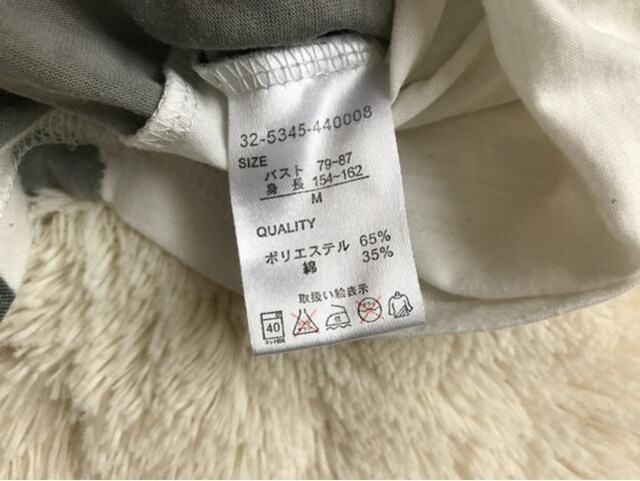 32-5345-440008
SIZE
バスト 79-87
身長 154~162
M
QUALITY
ポリエステル 65%
綿 35%
取扱い絵表示
40